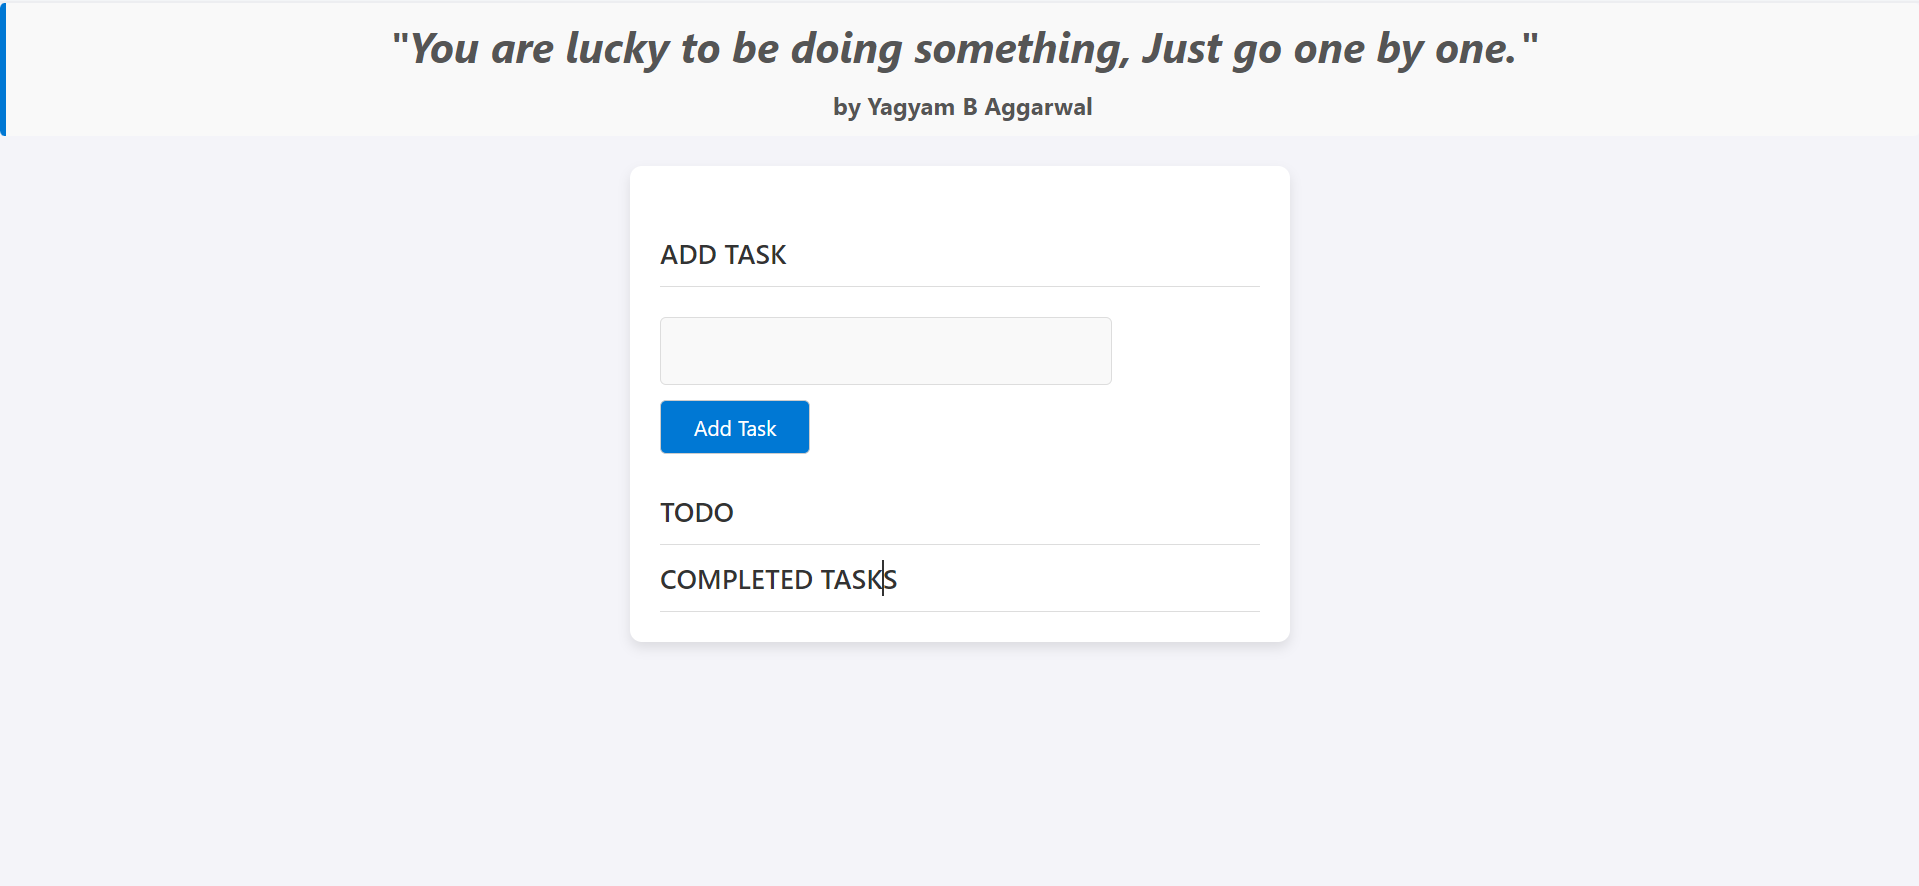 "You are lucky to be doing something, Just go one by one."
by Yagyam B Aggarwal
ADD TASK
Add Task
TODO
COMPLETED TASKS